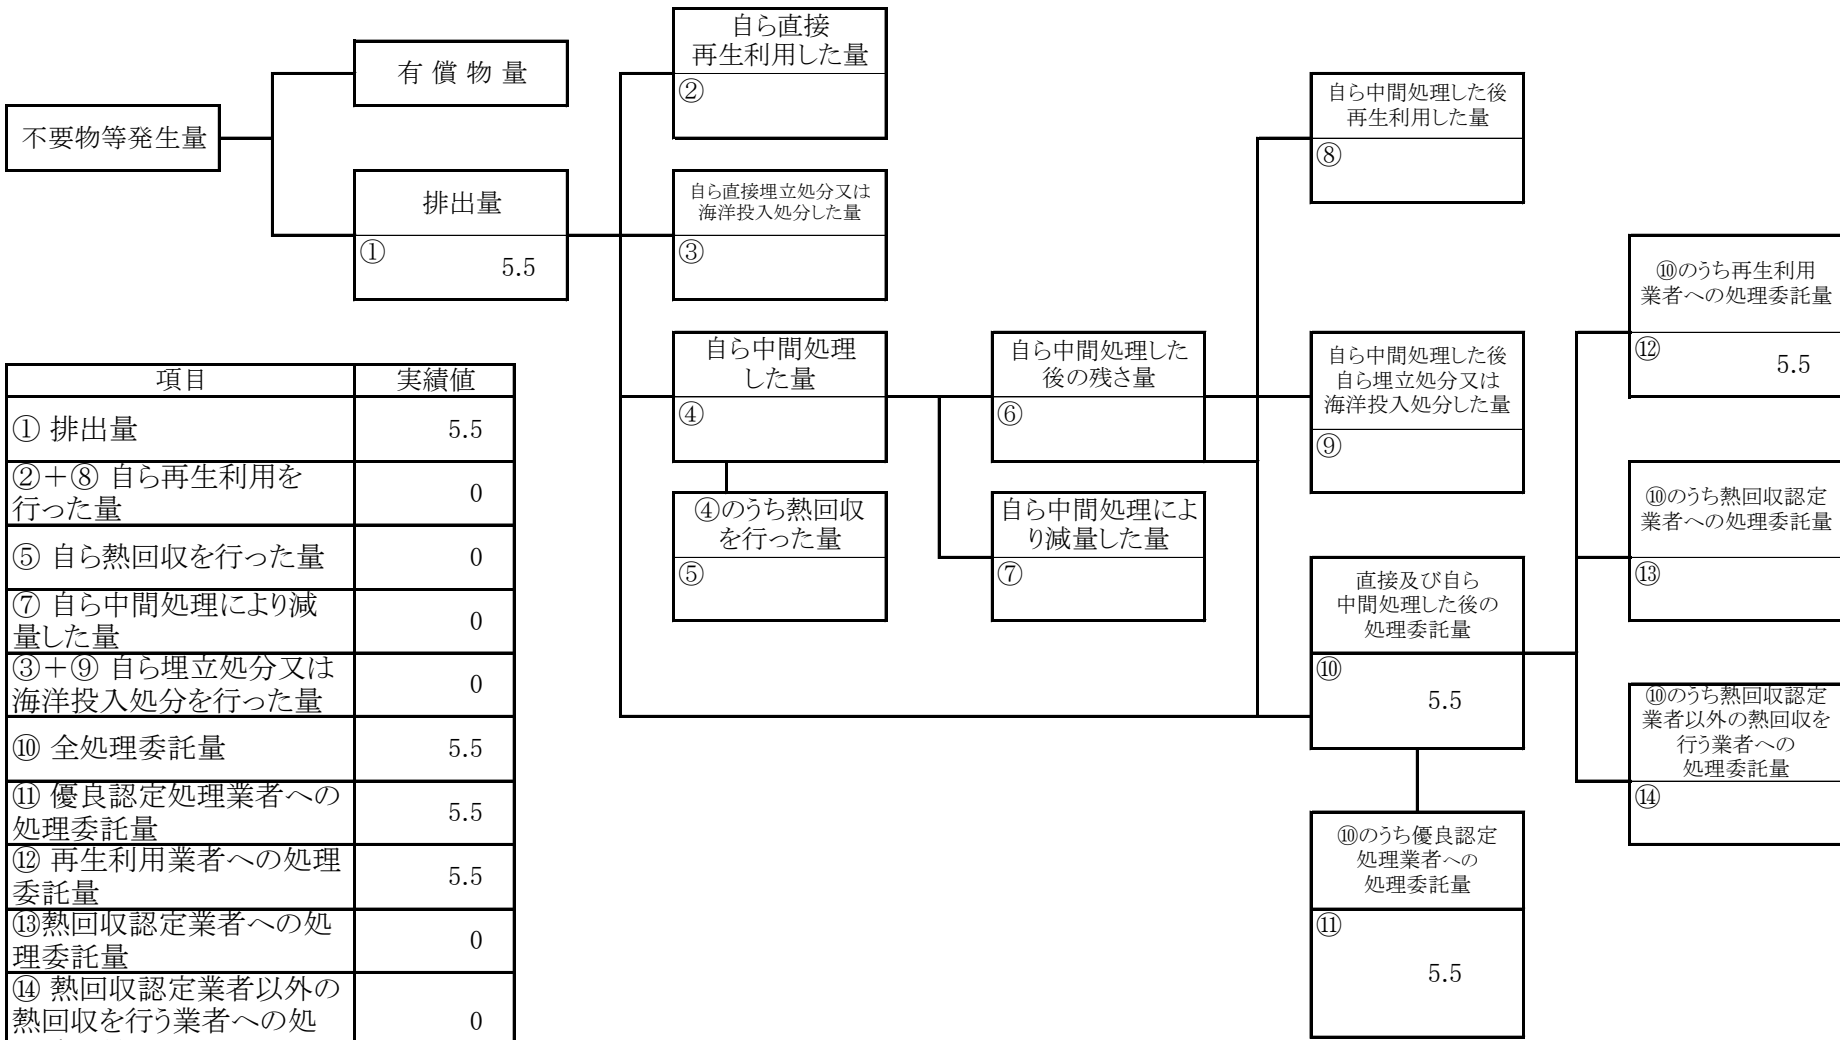 不要物等発生量
有償物量
排出量
①
5.5
自ら直接
再生利用した量
②
自ら直接埋立処分又は
海洋投入処分した量
③
自ら中間処理
した量
④
④のうち熱回収
を行った量
⑤
自ら中間処理した
後の残さ量
⑥
自ら中間処理によ
り減量した量
⑦
自ら中間処理した後
再生利用した量
⑧
自ら中間処理した後
自ら埋立処分又は
海洋投入処分した量
⑨
直接及び自ら
中間処理した後の
処理委託量
⑩
5.5
⑩のうち優良認定
処理業者への
処理委託量
⑪
5.5
⑩のうち再生利用
業者への処理委託量
⑫
5.5
⑩のうち熱回収認定
業者への処理委託量
⑬
⑩のうち熱回収認定
業者以外の熱回収を
行う業者への
処理委託量
⑭
項目 実績値
① 排出量 5.5
②+⑧ 自ら再生利用を
行った量 0
⑤ 自ら熱回収を行った量 0
⑦ 自ら中間処理により減
量した量 0
③+⑨ 自ら埋立処分又は
海洋投入処分を行った量 0
⑩ 全処理委託量 5.5
⑪ 優良認定処理業者への
処理委託量 5.5
⑫ 再生利用業者への処理
委託量 5.5
⑬熱回収認定業者への処
理委託量 0
⑭ 熱回収認定業者以外の
熱回収を行う業者への処 0